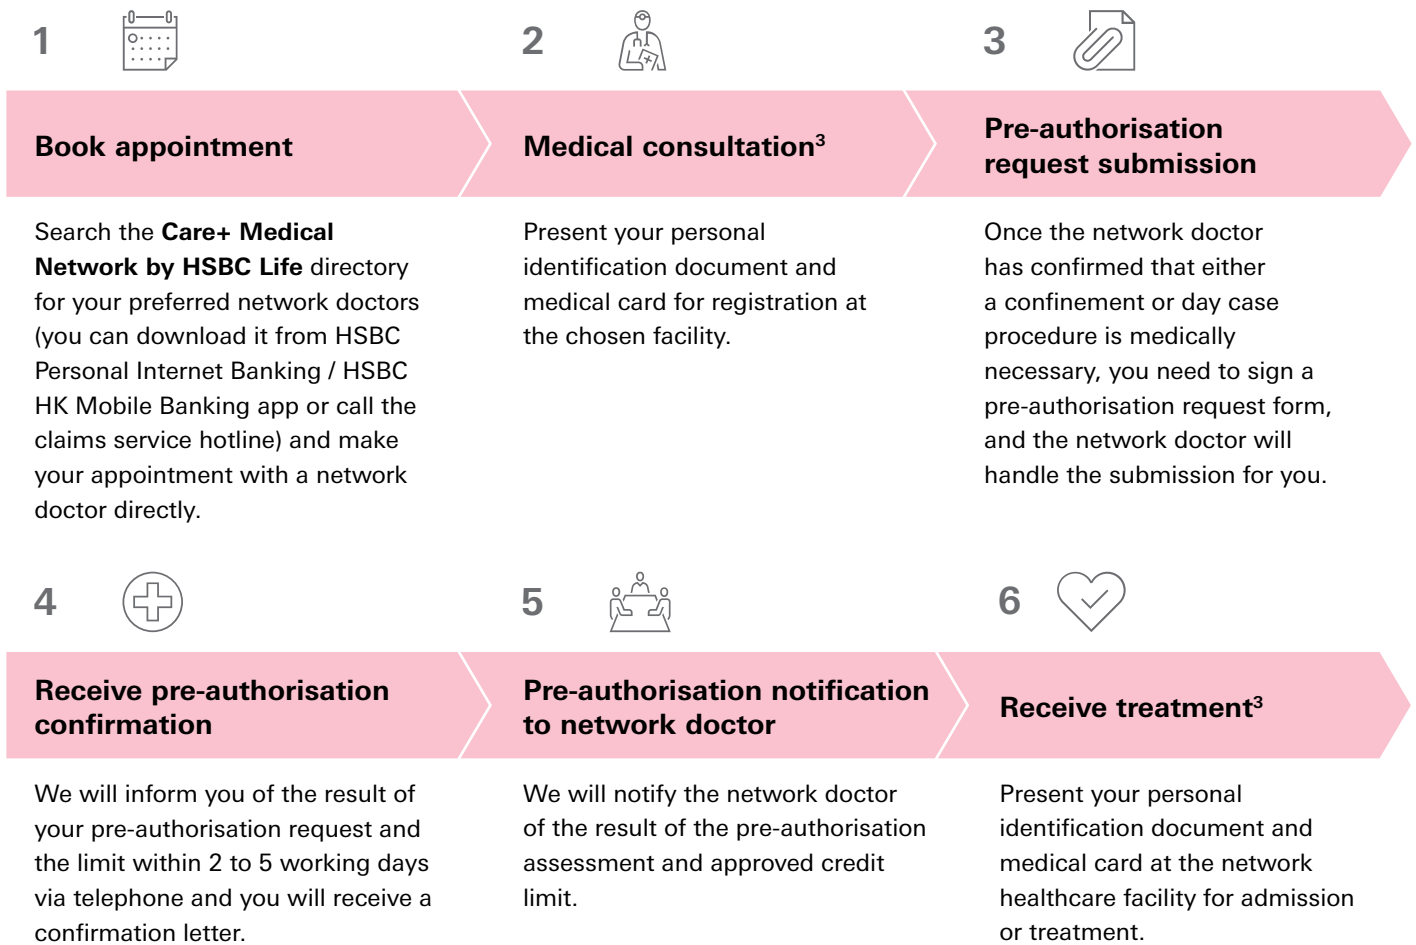 1
Book appointment
Search the Care+ Medical
Network by HSBC Life directory
for your preferred network doctors
(you can download it from HSBC
Personal Internet Banking / HSBC
HK Mobile Banking app or call the
claims service hotline) and make
your appointment with a network
doctor directly.
2
Medical consultation³
Present your personal
identification document and
medical card for registration at
the chosen facility.
3
Pre-authorisation
request submission
Once the network doctor
has confirmed that either
a confinement or day case
procedure is medically
necessary, you need to sign a
pre-authorisation request form,
and the network doctor will
handle the submission for you.
4
Receive pre-authorisation
confirmation
We will inform you of the result of
your pre-authorisation request and
the limit within 2 to 5 working days
via telephone and you will receive a
confirmation letter.
5
Pre-authorisation notification
to network doctor
We will notify the network doctor
of the result of the pre-authorisation
assessment and approved credit
limit.
6
Receive treatment³
Present your personal
identification document and
medical card at the network
healthcare facility for admission
or treatment.